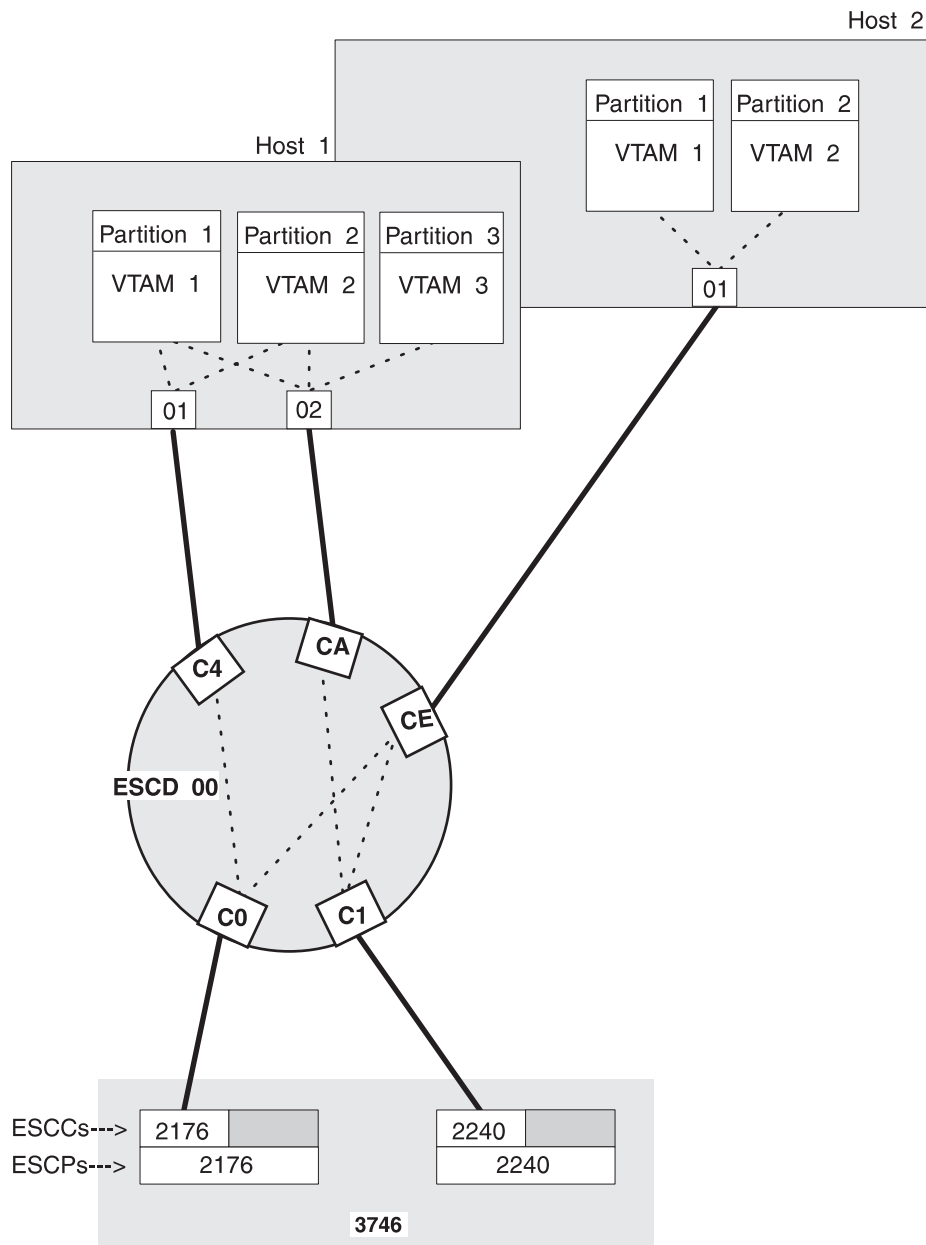 Host 2
Partition 1
VTAM 1
Partition 2
VTAM 2
01
Host 1
Partition 1
VTAM 1
Partition 2
VTAM 2
Partition 3
VTAM 3
01
02
C4
CA
CE
ESCD 00
C0
C1
ESCCs--->
2176
2240
ESCPs--->
2176
2240
3746